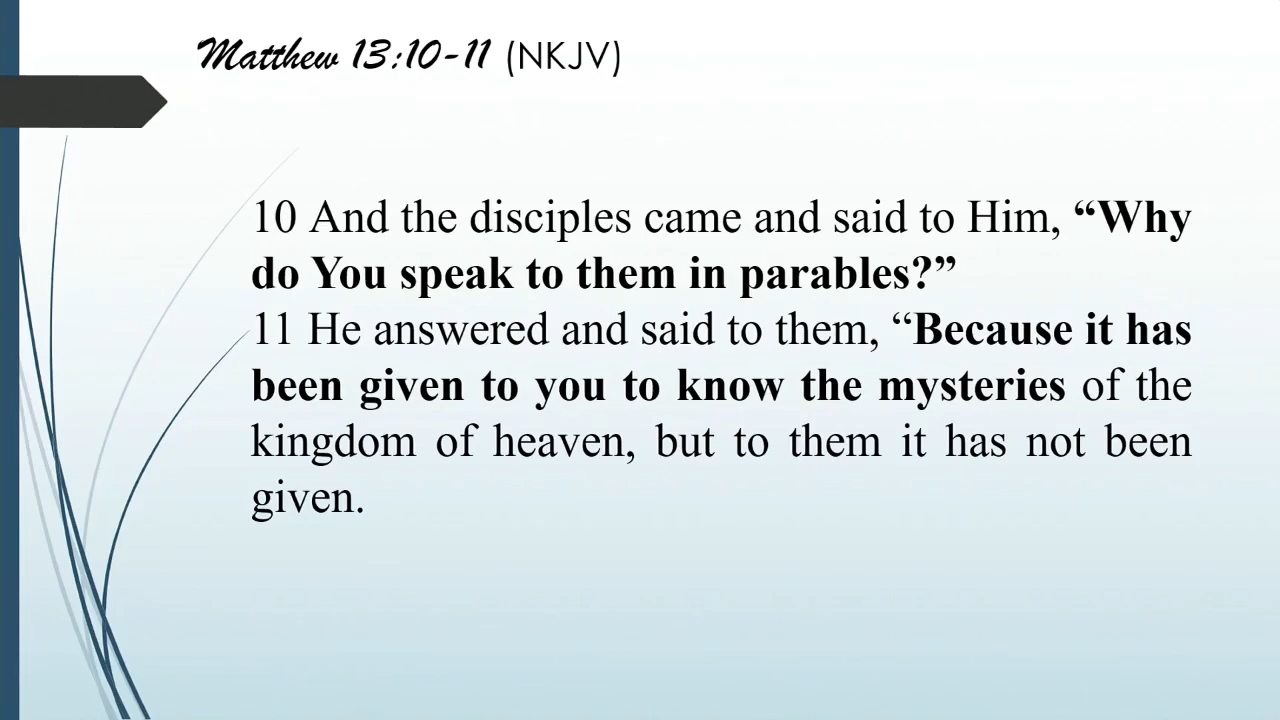 Matthew 13:10-11 (NKJV)
10 And the disciples came and said to Him, “Why
do You speak to them in parables?”
11 He answered and said to them, “Because it has
been given to you to know the mysteries of the
kingdom of heaven, but to them it has not been
given.